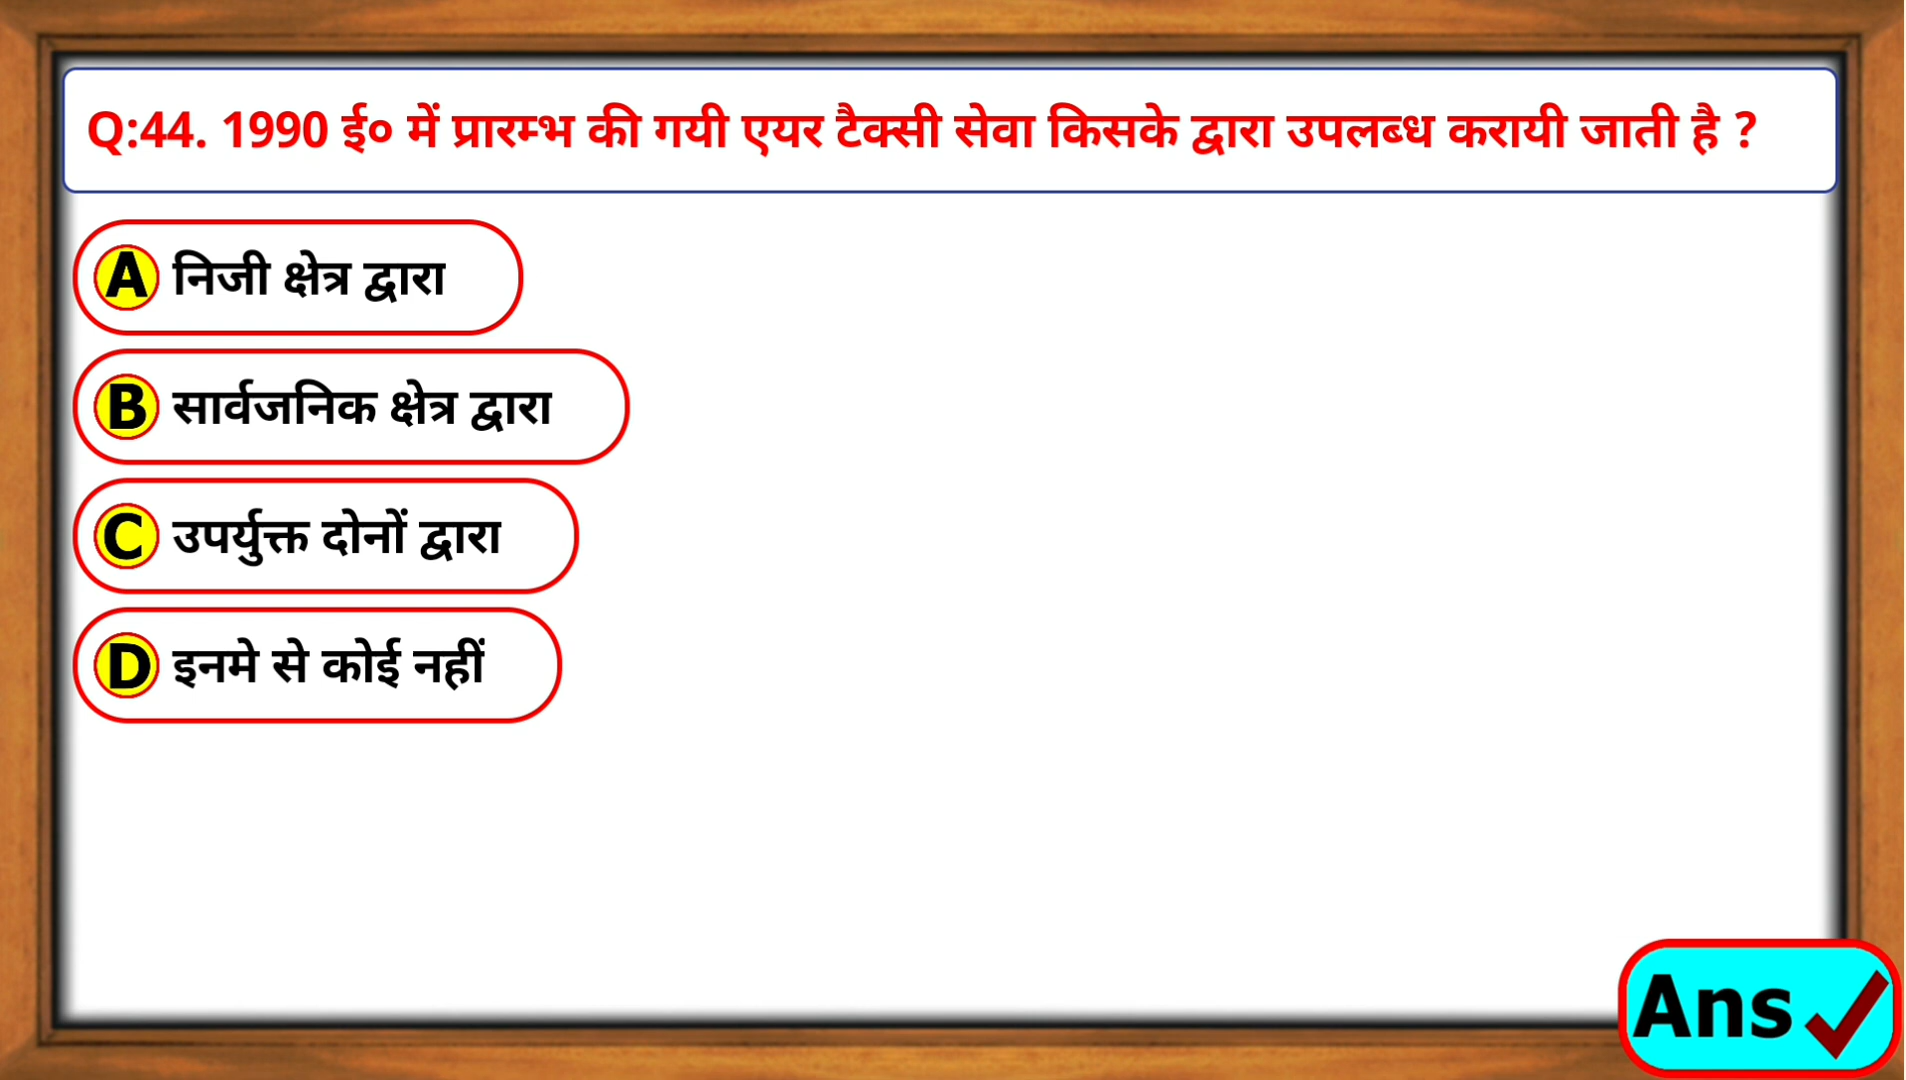 Q:44. 1990 ई० में प्रारम्भ की गयी एयर टैक्सी सेवा किसके द्वारा उपलब्ध करायी जाती है ?
A निजी क्षेत्र द्वारा
B सार्वजनिक क्षेत्र द्वारा
C उपर्युक्त दोनों द्वारा
D इनमे से कोई नहीं
Ans